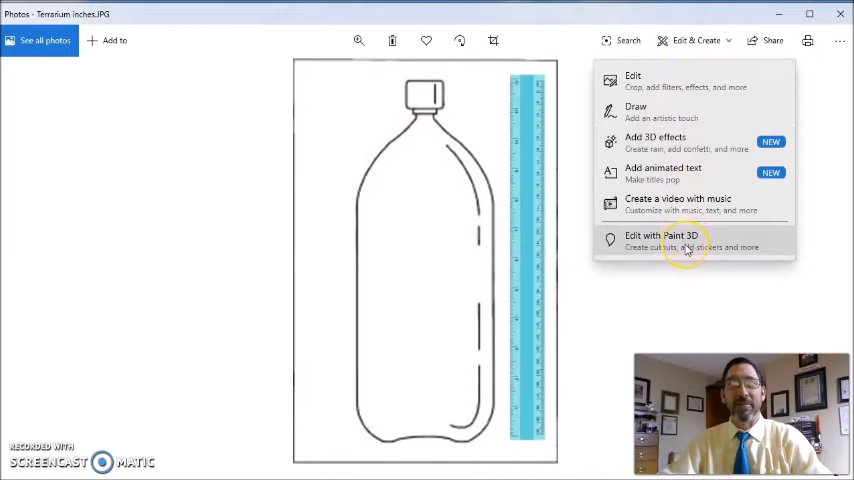 Photos - Terrarium inches.JPG
See all photos
Add to
Search
Edit & Create
Share
Edit
Crop, add filters, effects, and more
Draw
Add an artistic touch
Add 3D effects
Create rain, add confetti, and more
NEW
Add animated text
Make titles pop
NEW
Create a video with music
Customize with music, text, and more
Edit with Paint 3D
Create cutouts, add stickers and more
RECORDED WITH
SCREENCAST MATIC